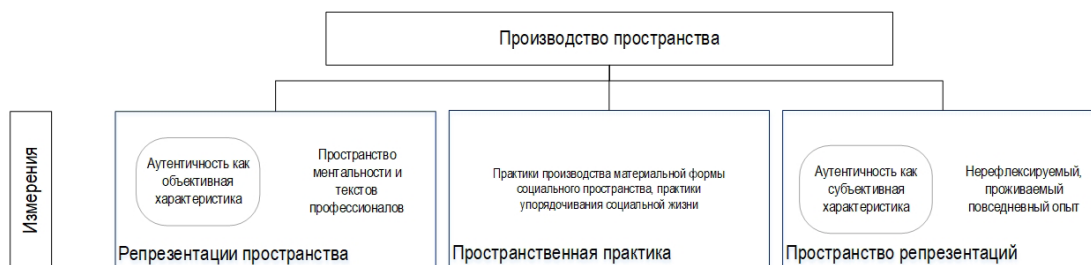 Производство пространства
Измерения
Аутентичность как
объективная
характеристика
Пространство
ментальности и
текстов
профессионалов
Репрезентации пространства
Практики производства материальной формы
социального пространства, практики
упорядочивания социальной жизни
Пространственная практика
Аутентичность как
субъективная
характеристика
Нерефлексируемый,
проживаемый
повседневный опыт
Пространство репрезентаций